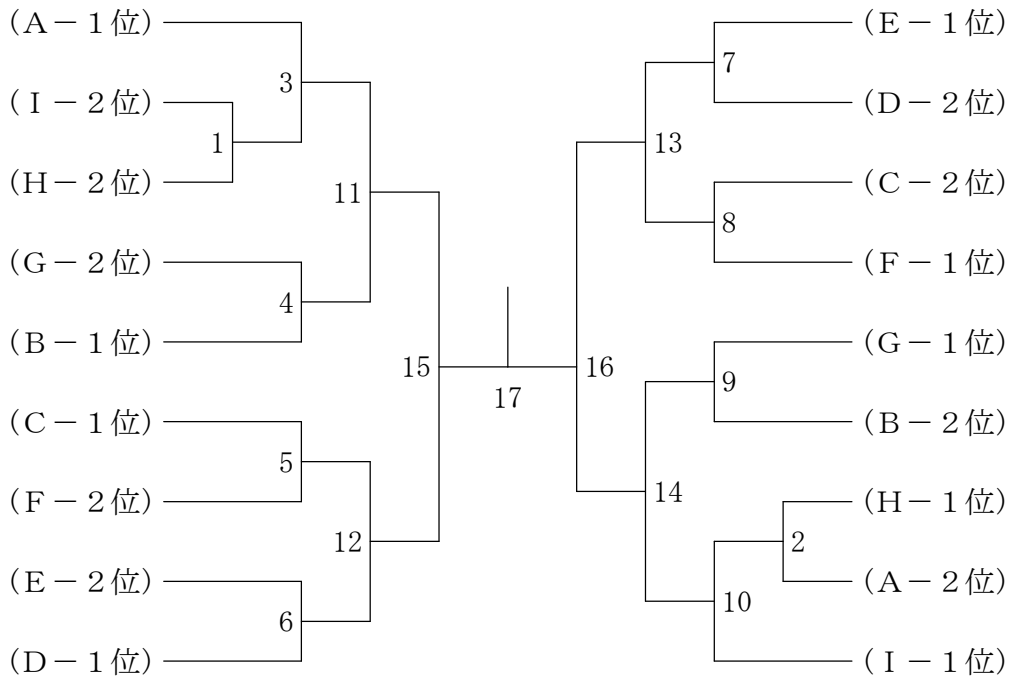 (A－1位)
3
(I－2位)
1
(H－2位)
11
(G－2位)
4
(B－1位)
15
(C－1位)
5
(F－2位)
12
(E－2位)
6
(D－1位)
17
(E－1位)
7
(D－2位)
13
(C－2位)
8
(F－1位)
16
(G－1位)
9
(B－2位)
14
(H－1位)
2
(A－2位)
10
(I－1位)